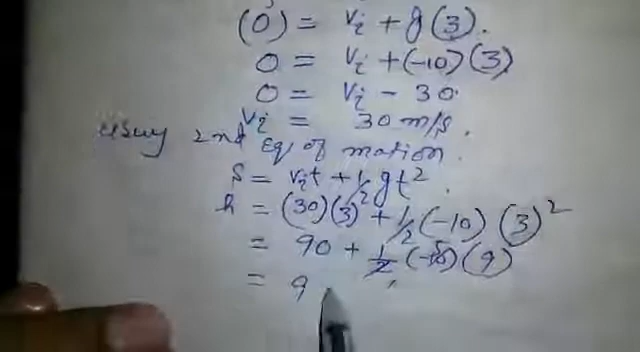 (0) = vi + g(3).
0 = vi + (-10)(3)
0 = vi - 30.
vi = 30 m/s.
using 2nd Eq of motion.
S = vit + 1/2 gt²
h = (30)(3) + 1/2 (-10) (3)²
= 90 + 1/2 (-10)(9)
= 9